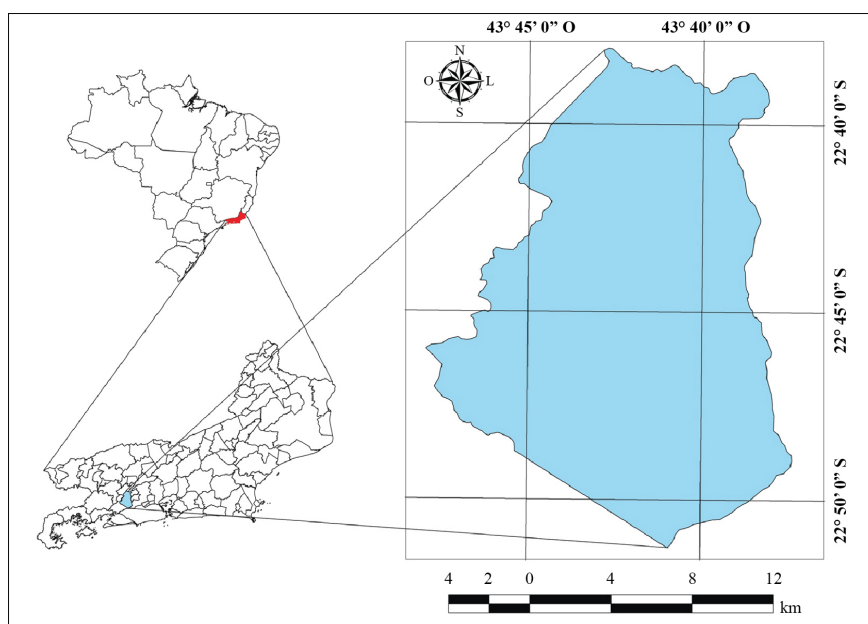 43° 45’ 0” O
43° 40’ 0” O
N
O
L
S
22° 40’ 0” S
22° 45’ 0” S
22° 50’ 0” S
4 2 0 4 8 12
km